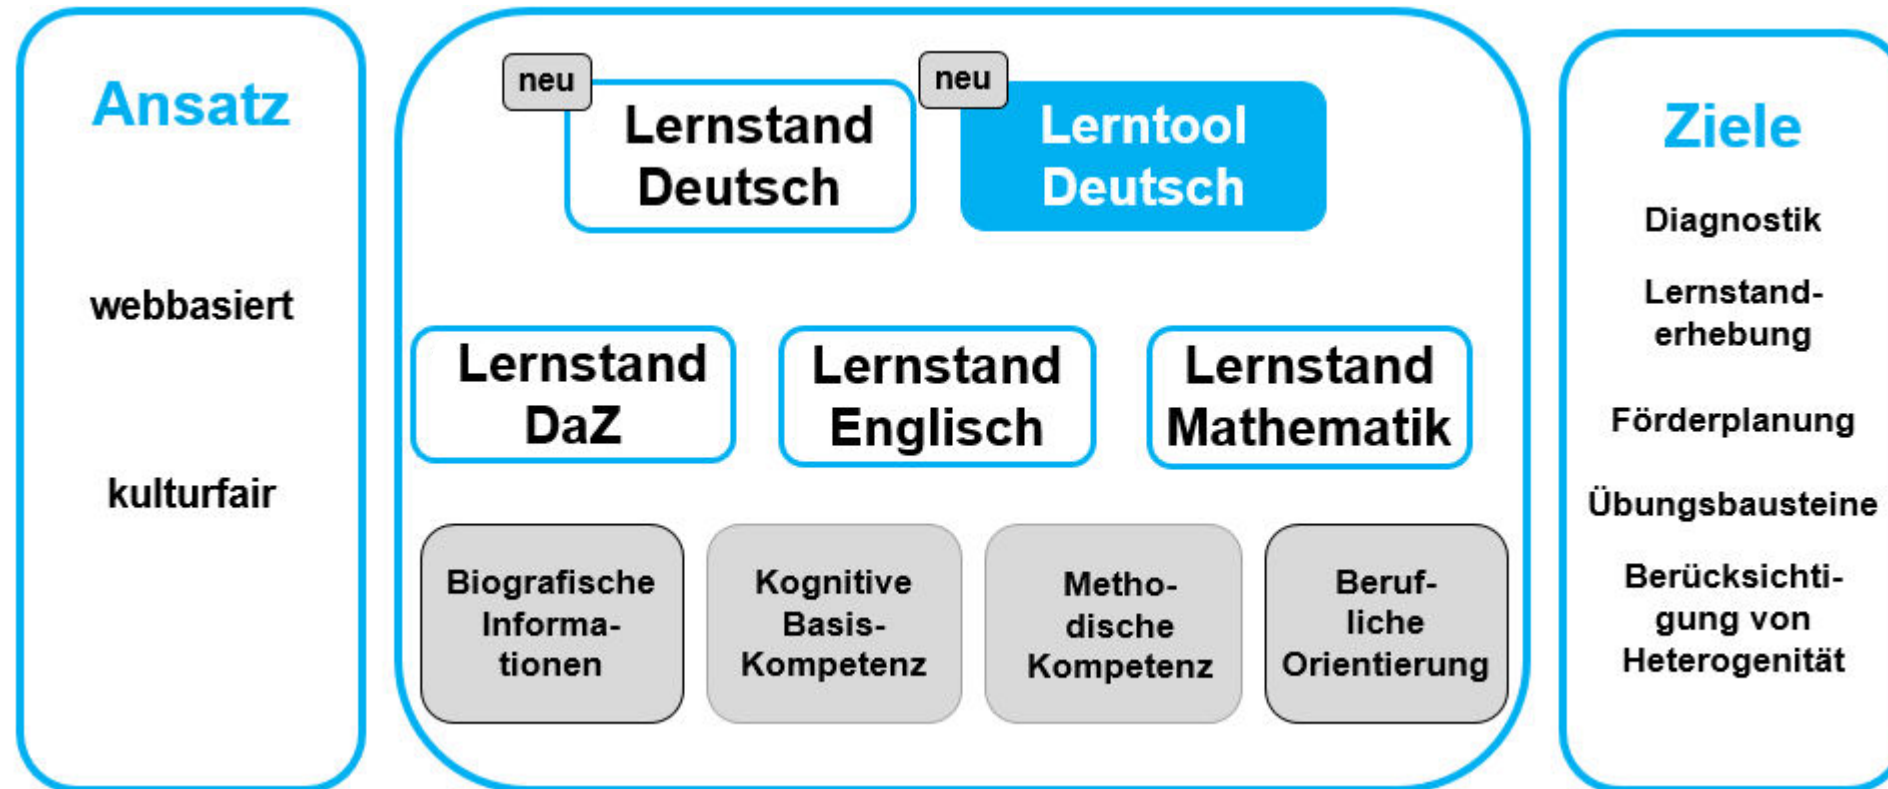 Ansatz
webbasiert
kulturfair
neu
Lernstand
Deutsch
neu
Lerntool
Deutsch
Lernstand
DaZ
Lernstand
Englisch
Lernstand
Mathematik
Biografische
Informa-
tionen
Kognitive
Basis-
Kompetenz
Metho-
dische
Kompetenz
Beruf-
liche
Orientierung
Ziele
Diagnostik
Lernstand-
erhebung
Förderplanung
Übungsbausteine
Berücksichti-
gung von
Heterogenität